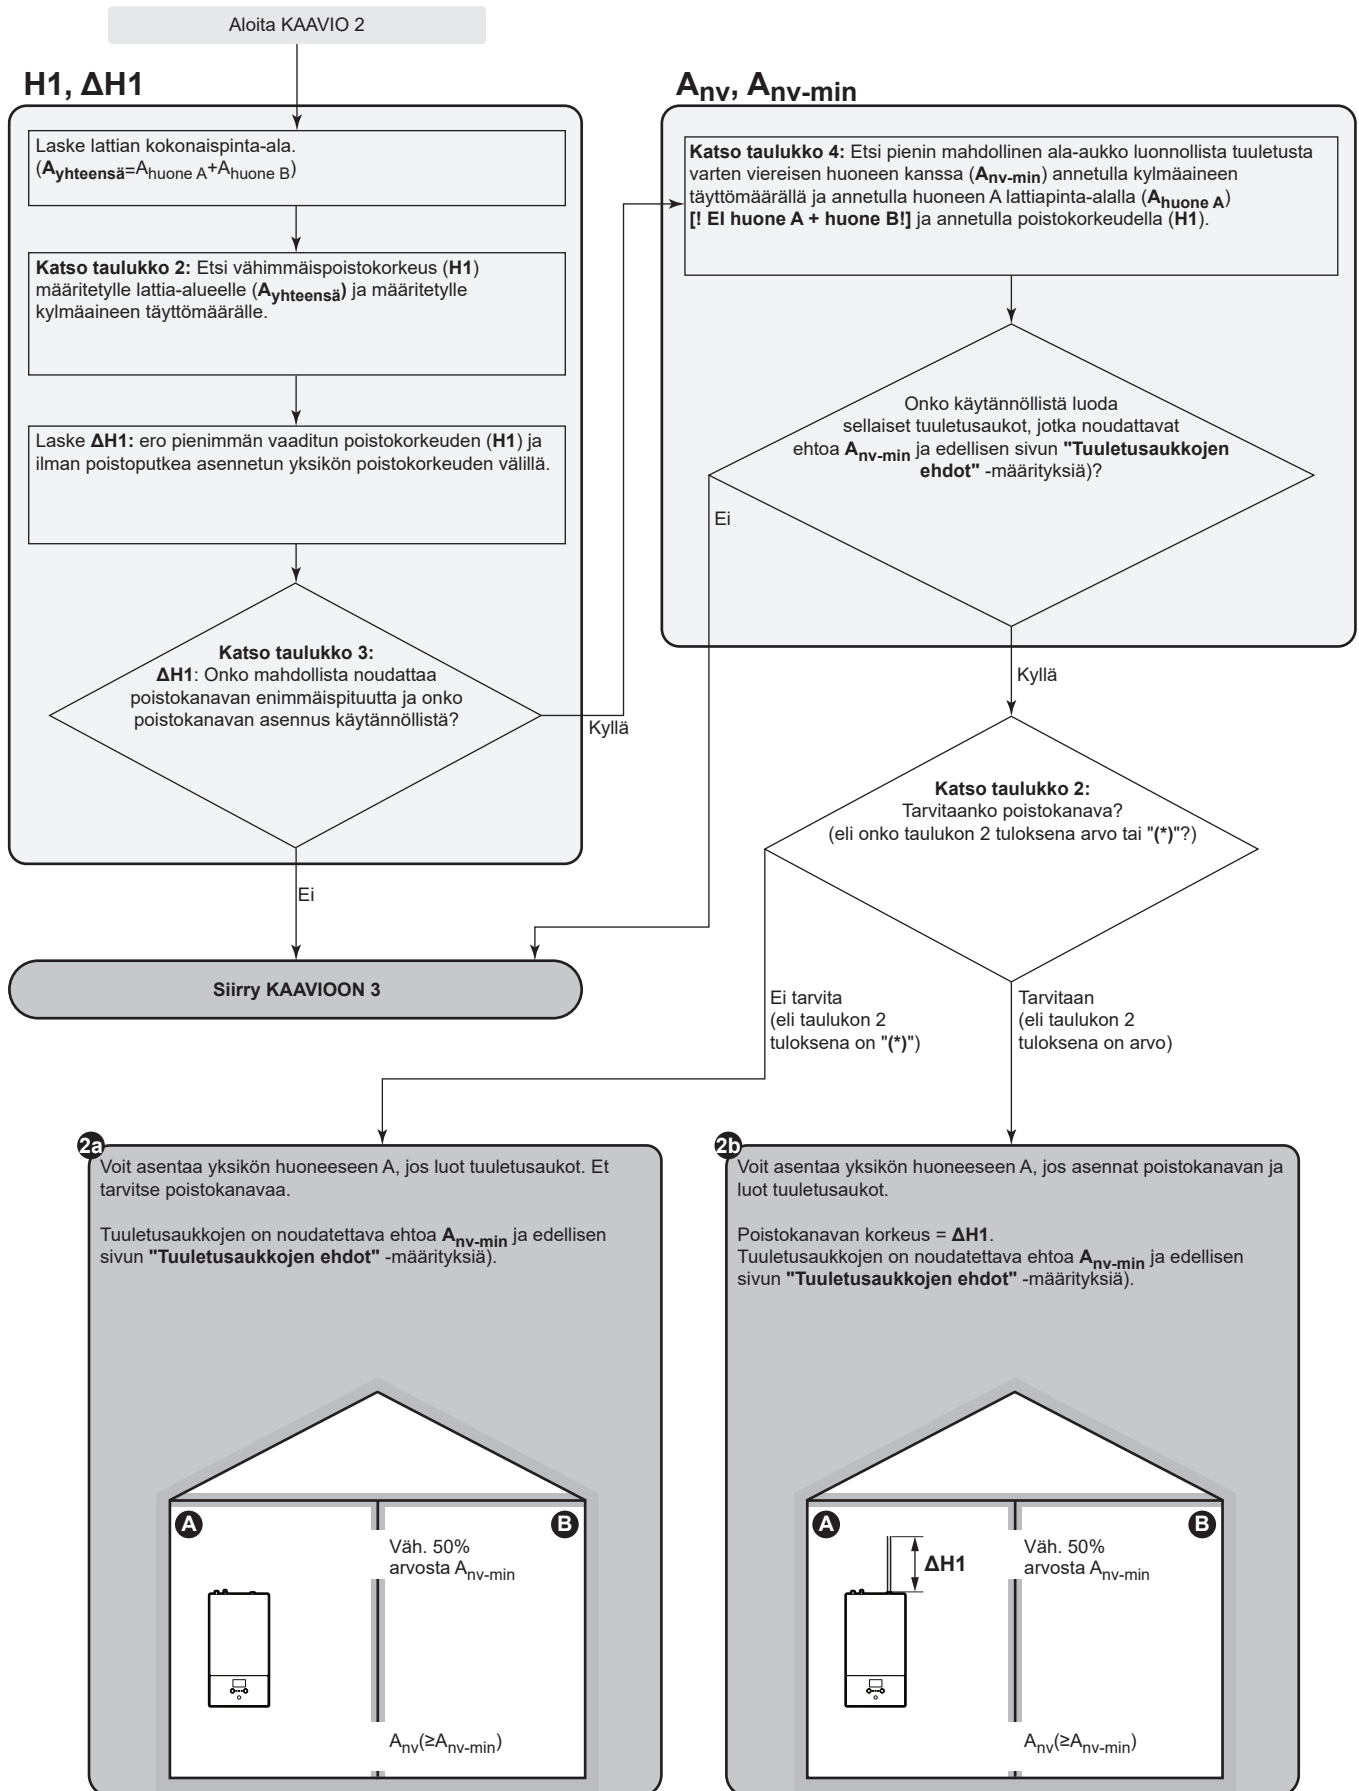 Aloita KAAVIO 2
H1, ΔH1
Laske lattian kokonaispinta-ala.
(Ayhteensä=Ahuone A+Ahuone B)
Katso taulukko 2: Etsi vähimmäispoistokorkeus (H1)
määritetylle lattia-alueelle (Ayhteensä) ja määritetylle
kylmäaineen täyttömäärälle.
Laske ΔH1: ero pienimmän vaaditun poistokorkeuden (H1) ja
ilman poistoputkea asennetun yksikön poistokorkeuden välillä.
Katso taulukko 3:
ΔH1: Onko mahdollista noudattaa
poistokanavan enimmäispituutta ja onko
poistokanavan asennus käytännöllistä?
Kyllä
Ei
Siirry KAAVIOON 3
Anv, Anv-min
Katso taulukko 4: Etsi pienin mahdollinen ala-aukko luonnollista tuuletusta
varten viereisen huoneen kanssa (Anv-min) annetulla kylmäaineen
täyttömäärällä ja annetulla huoneen A lattiapinta-alalla (Ahuone A)
[! EI huone A + huone B!] ja annetulla poistokorkeudella (H1).
Onko käytännöllistä luoda
sellaiset tuuletusaukot, jotka noudattavat
ehtoa Anv-min ja edellisen sivun "Tuuletusaukkojen
ehdot" -määrityksiä)?
Ei
Kyllä
Katso taulukko 2:
Tarvitaanko poistokanava?
(eli onko taulukon 2 tuloksena arvo tai "(*)"?)
Ei tarvita
(eli taulukon 2
tuloksena on "(*)")
Tarvitaan
(eli taulukon 2
tuloksena on arvo)
2a
Voit asentaa yksikön huoneeseen A, jos luot tuuletusaukot. Et
tarvitse poistokanavaa.
Tuuletusaukkojen on noudatettava ehtoa Anv-min ja edellisen
sivun "Tuuletusaukkojen ehdot" -määrityksiä).
A
B
Väh. 50%
arvosta Anv-min
Anv(≥Anv-min)
2b
Voit asentaa yksikön huoneeseen A, jos asennat poistokanavan ja
luot tuuletusaukot.
Poistokanavan korkeus = ΔH1.
Tuuletusaukkojen on noudatettava ehtoa Anv-min ja edellisen
sivun "Tuuletusaukkojen ehdot" -määrityksiä).
A
B
ΔH1
Väh. 50%
arvosta Anv-min
Anv(≥Anv-min)